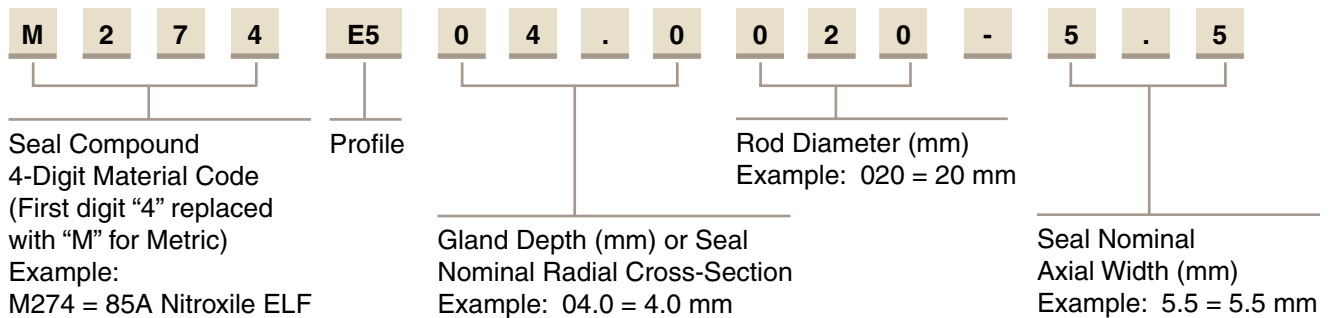 M 2 7 4 E5 0 4 . 0 0 2 0 - 5 . 5
Seal Compound
4-Digit Material Code
(First digit “4” replaced
with “M” for Metric)
Example:
M274 = 85A Nitroxile ELF
Profile
Gland Depth (mm) or Seal
Nominal Radial Cross-Section
Example: 04.0 = 4.0 mm
Rod Diameter (mm)
Example: 020 = 20 mm
Seal Nominal
Axial Width (mm)
Example: 5.5 = 5.5 mm